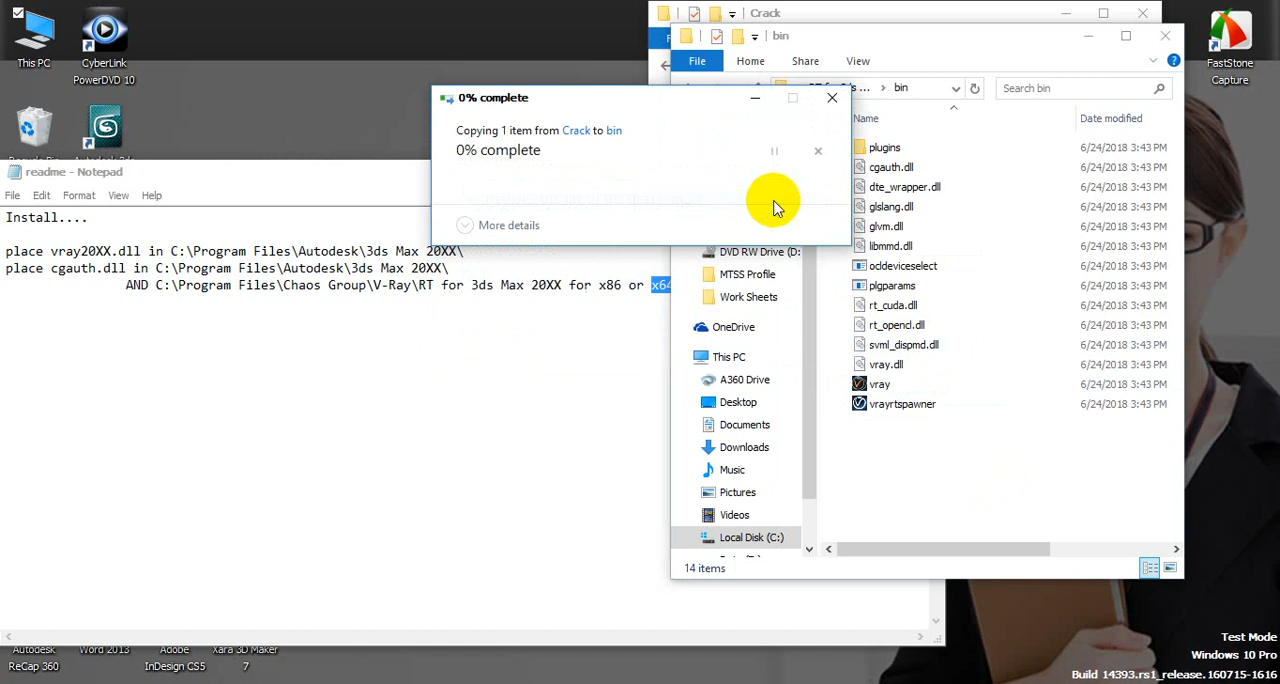 This PC
CyberLink
PowerDVD 10
Crack
bin
File
Home
Share
View
bin
Search bin
FastStone
Capture
0% complete
Copying 1 item from Crack to bin
0% complete
More details
readme - Notepad
File Edit Format View Help
Install....
place vray20XX.dll in C:\Program Files\Autodesk\3ds Max 20XX\
place cgauth.dll in C:\Program Files\Autodesk\3ds Max 20XX\
AND C:\Program Files\Chaos Group\V-Ray\RT for 3ds Max 20XX for x86 or x64
Name
Date modified
plugins 6/24/2018 3:43 PM
cgauth.dll 6/24/2018 3:43 PM
dte_wrapper.dll 6/24/2018 3:43 PM
glslang.dll 6/24/2018 3:43 PM
glvm.dll 6/24/2018 3:43 PM
libmmd.dll 6/24/2018 3:43 PM
ocldeviceselect 6/24/2018 3:43 PM
plgparams 6/24/2018 3:43 PM
rt_cuda.dll 6/24/2018 3:43 PM
rt_opencl.dll 6/24/2018 3:43 PM
svml_dispmd.dll 6/24/2018 3:43 PM
vray.dll 6/24/2018 3:43 PM
vray 6/24/2018 3:43 PM
vrayrtspawner 6/24/2018 3:43 PM
DVD RW Drive (D:
MTSS Profile
Work Sheets
OneDrive
This PC
A360 Drive
Desktop
Documents
Downloads
Music
Pictures
Videos
Local Disk (C:)
14 items
Autodesk
ReCap 360
Word 2013
Adobe
InDesign CS5
Xara 3D Maker
7
Test Mode
Windows 10 Pro
Build 14393.rs1_release.160715-1616